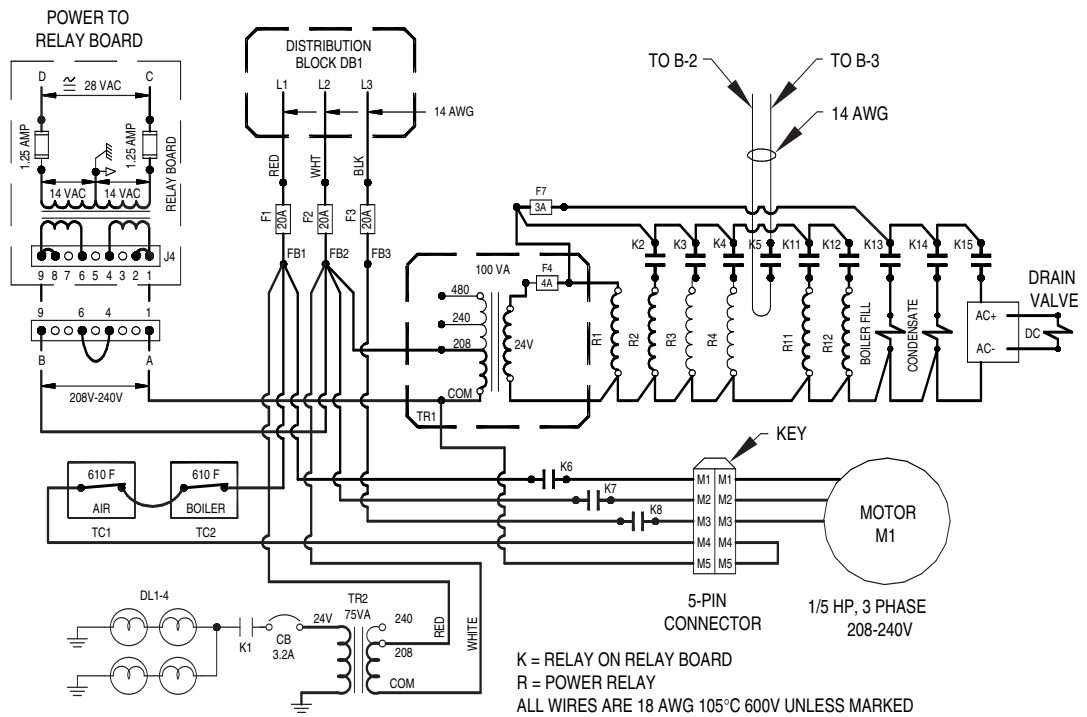 POWER TO
RELAY BOARD
D
C
≅ 28 VAC
1.25 AMP
1.25 AMP
RELAY BOARD
14 VAC
14 VAC
J4
9 8 7 6 5 4 3 2 1
9 6 4 1
B
A
208V-240V
DISTRIBUTION
BLOCK DB1
L1 L2 L3
14 AWG
RED
WHT
BLK
F1
20A
F2
20A
F3
20A
FB1
FB2
FB3
TO B-2
TO B-3
14 AWG
F7
3A
K2 K3 K4 K5 K11 K12 K13 K14 K15
100 VA
F4
4A
480
240
208
24V
COM
TR1
R1
R2
R3
R4
R11
R12
BOILER FILL
CONDENSATE
DRAIN
VALVE
AC+
AC-
DC
KEY
610 F
AIR
TC1
610 F
BOILER
TC2
K6
K7
K8
M1 M1
M2 M2
M3 M3
M4 M4
M5 M5
MOTOR
M1
5-PIN
CONNECTOR
1/5 HP, 3 PHASE
208-240V
DL1-4
K1
CB
3.2A
24V
TR2
75VA
240
208
COM
RED
WHITE
K = RELAY ON RELAY BOARD
R = POWER RELAY
ALL WIRES ARE 18 AWG 105°C 600V UNLESS MARKED